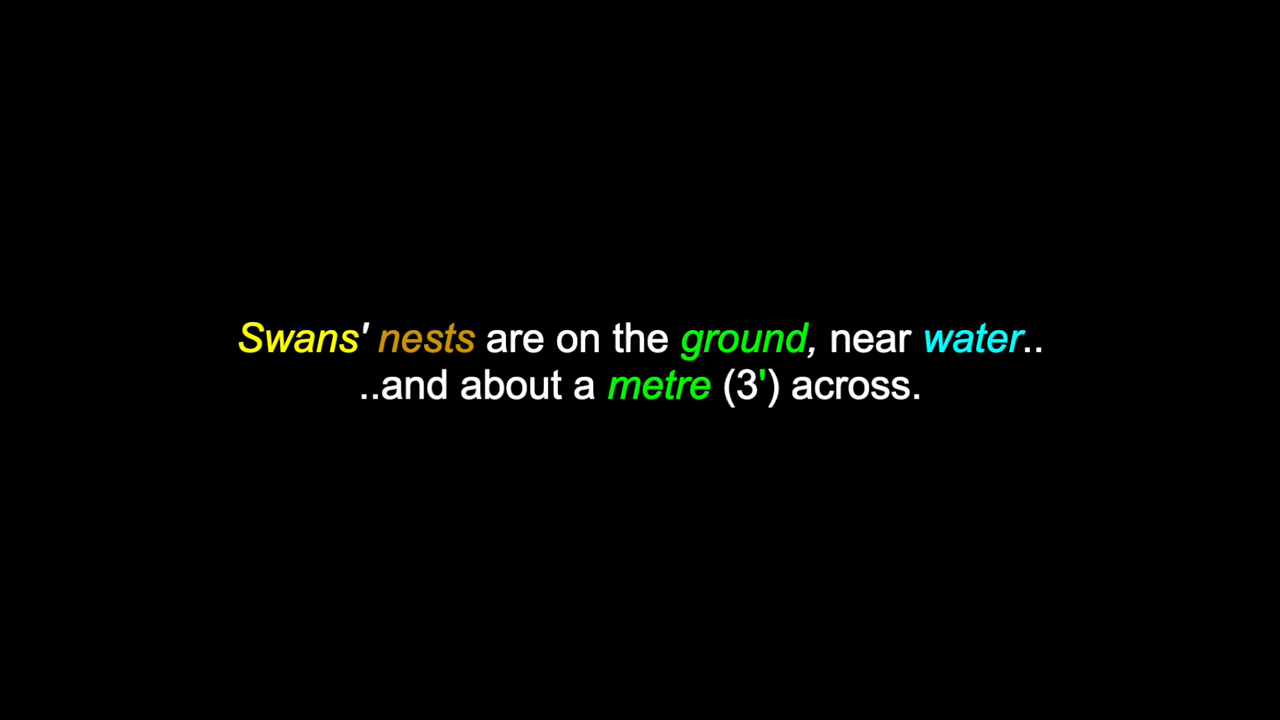 Swans' nests are on the ground, near water..
..and about a metre (3') across.